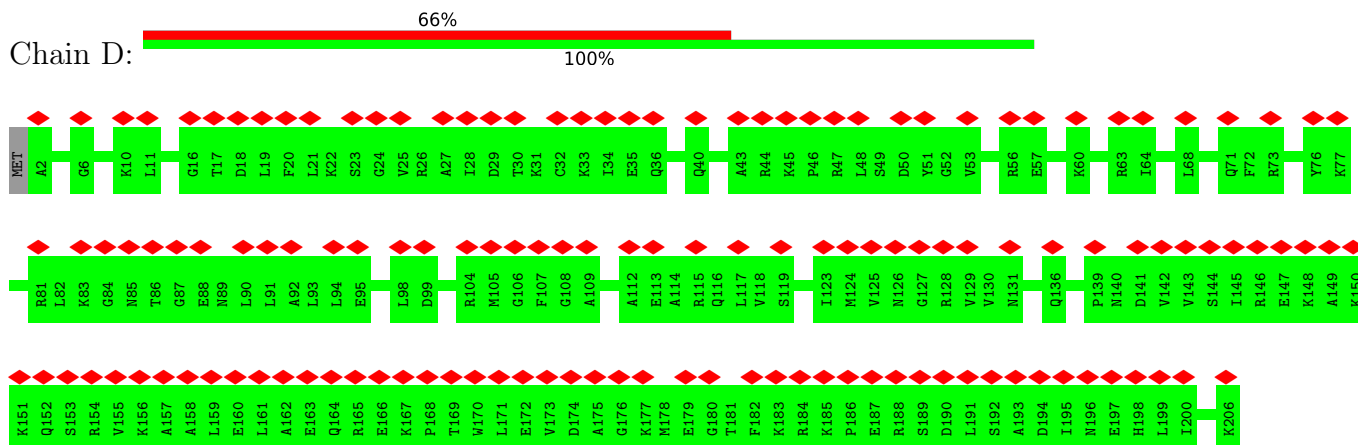 66%
Chain D:
100%
MET A2 G6 K10 L11 G16 T17 D18 L19 F20 L21 K22 S23 G24 V25 R26 A27 I28 D29 T30 K31 C32 K33 I34 E35 Q36 Q40 A43 R44 K45 P46 R47 L48 S49 D50 Y51 G52 V53 R56 E57 K60 R63 I64 L68 Q71 F72 R73 Y76 K77
R81 L82 K83 G84 N85 T86 G87 E88 N89 L90 L91 A92 L93 L94 E95 L98 D99 R104 M105 G106 F107 G108 A109 A112 E113 A114 R115 Q116 L117 V118 S119 I123 M124 V125 N126 G127 R128 V129 V130 N131 Q136 P139 N140 D141 V142 V143 S144 I145 R146 E147 K148 A149 K150
K151 Q152 S153 R154 V155 K156 A157 A158 L159 E160 L161 A162 E163 Q164 R165 E166 K167 P168 T169 W170 L171 E172 V173 D174 A175 G176 K177 M178 E179 G180 T181 F182 K183 R184 K185 P186 E187 R188 S189 D190 L191 S192 A193 D194 I195 N196 E197 H198 L199 I200 K206